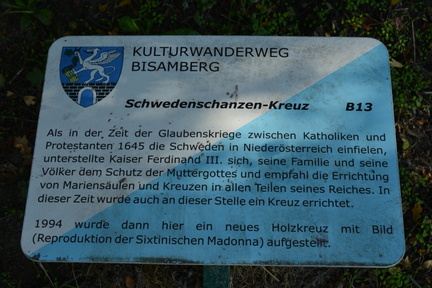 KULTURWANDERWEG
BISAMBERG
Schwedenschanzen-Kreuz B13
Als in der Zeit der Glaubenskriege zwischen Katholiken und
Protestanten 1645 die Schweden in Niederösterreich einfielen,
unterstellte Kaiser Ferdinand III. sich, seine Familie und seine
Völker dem Schutz der Muttergottes und empfahl die Errichtung
von Mariensäulen und Kreuzen in allen Teilen seines Reiches. In
dieser Zeit wurde auch an dieser Stelle ein Kreuz errichtet.
1994 wurde dann hier ein neues Holzkreuz mit Bild
(Reproduktion der Sixtinischen Madonna) aufgestellt.